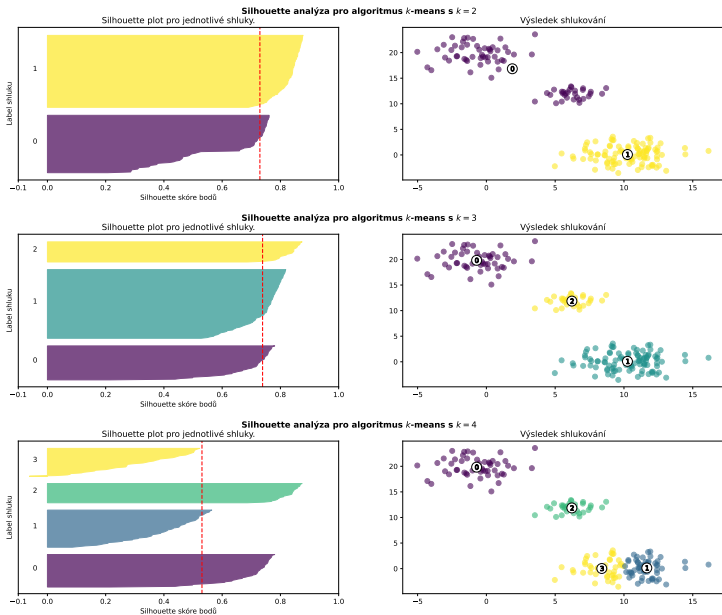 Silhouette analýza pro algoritmus k-means s k = 2
Silhouette plot pro jednotlivé shluky.
Výsledek shlukování
Label shluku
1
0
−0.1 0.0 0.2 0.4 0.6 0.8 1.0
Silhouette skóre bodů
20
15
10
5
0
0
1
−5 0 5 10 15
Silhouette analýza pro algoritmus k-means s k = 3
Silhouette plot pro jednotlivé shluky.
Výsledek shlukování
Label shluku
2
1
0
−0.1 0.0 0.2 0.4 0.6 0.8 1.0
Silhouette skóre bodů
20
15
10
5
0
0
2
1
−5 0 5 10 15
Silhouette analýza pro algoritmus k-means s k = 4
Silhouette plot pro jednotlivé shluky.
Výsledek shlukování
Label shluku
3
2
1
0
−0.1 0.0 0.2 0.4 0.6 0.8 1.0
Silhouette skóre bodů
20
15
10
5
0
0
2
3
1
−5 0 5 10 15